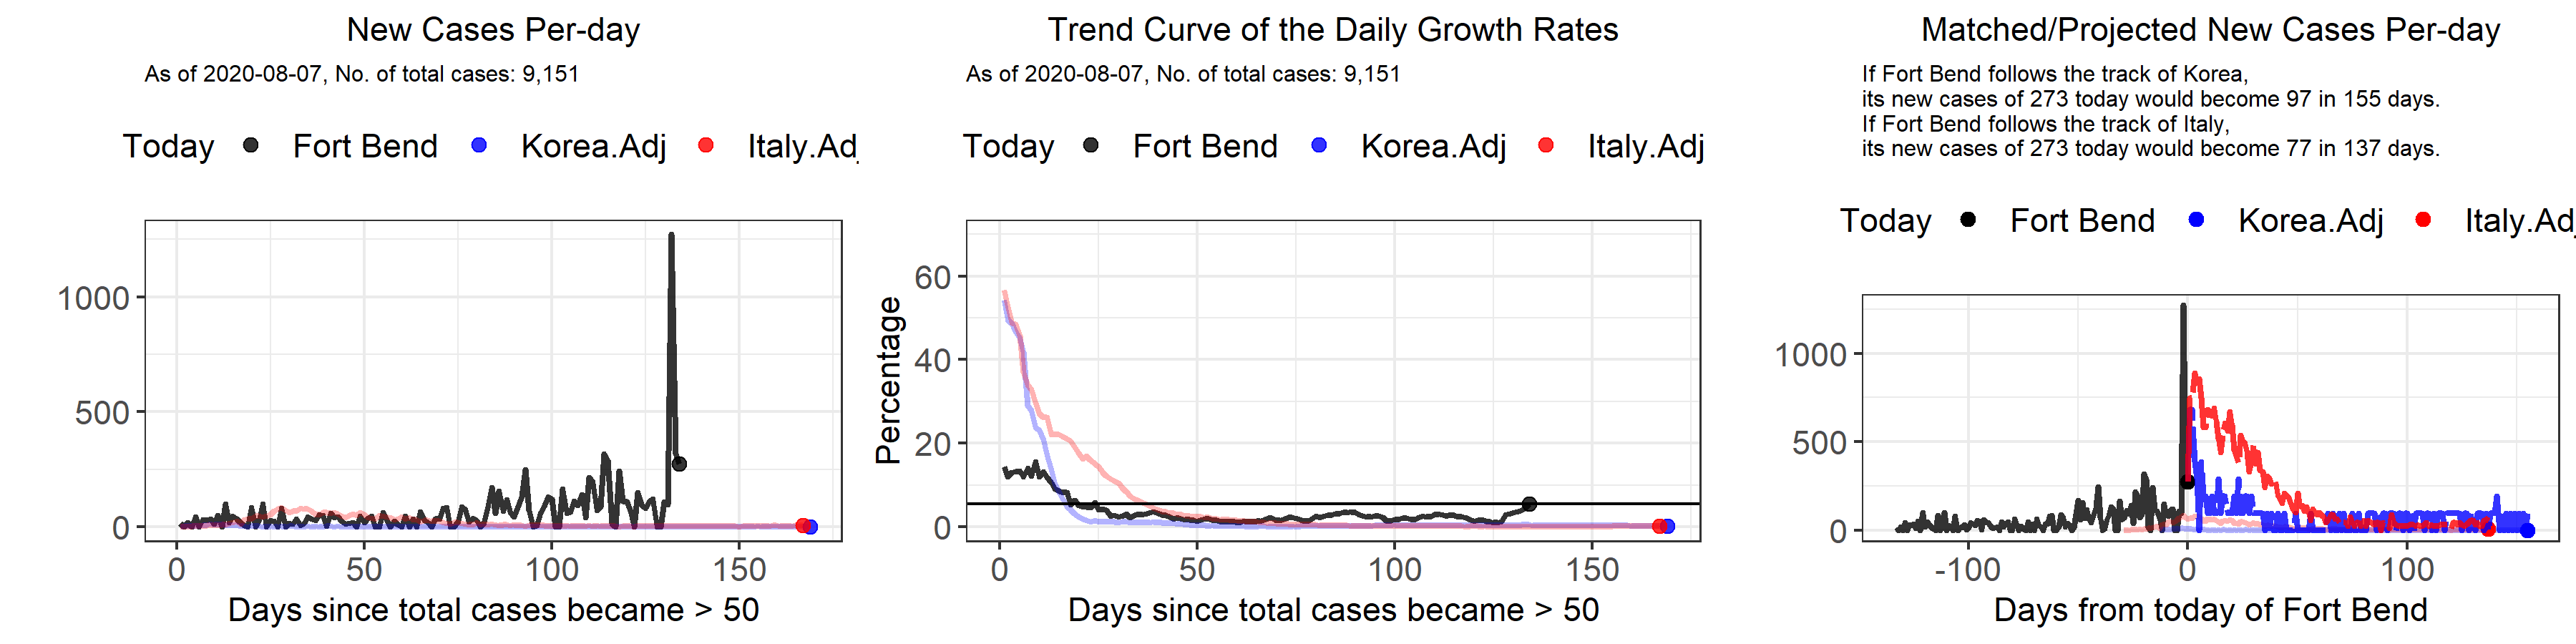 New Cases Per-day
As of 2020-08-07, No. of total cases: 9,151
Today Fort Bend Korea.Adj Italy.Ad
1000
500
0
0 50 100 150
Days since total cases became > 50
Trend Curve of the Daily Growth Rates
As of 2020-08-07, No. of total cases: 9,151
Today Fort Bend Korea.Adj Italy.Adj
Percentage
60
40
20
0
0 50 100 150
Days since total cases became > 50
Matched/Projected New Cases Per-day
If Fort Bend follows the track of Korea,
its new cases of 273 today would become 97 in 155 days.
If Fort Bend follows the track of Italy,
its new cases of 273 today would become 77 in 137 days.
Today Fort Bend Korea.Adj Italy.Ad
1000
500
0
-100 0 100
Days from today of Fort Bend